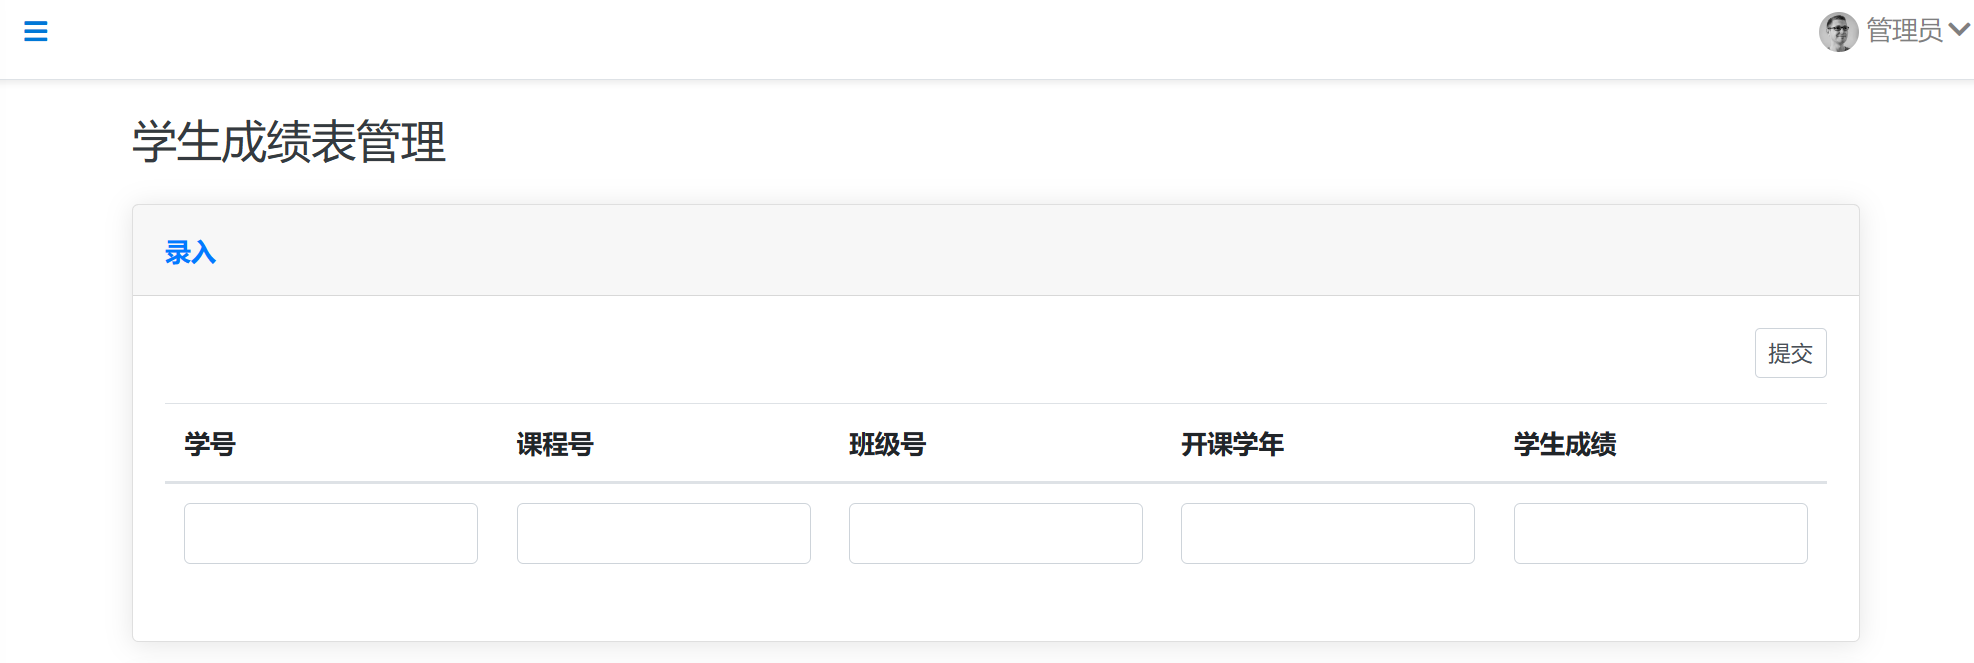 管理员
学生成绩表管理
录入
提交
学号 课程号 班级号 开课学年 学生成绩